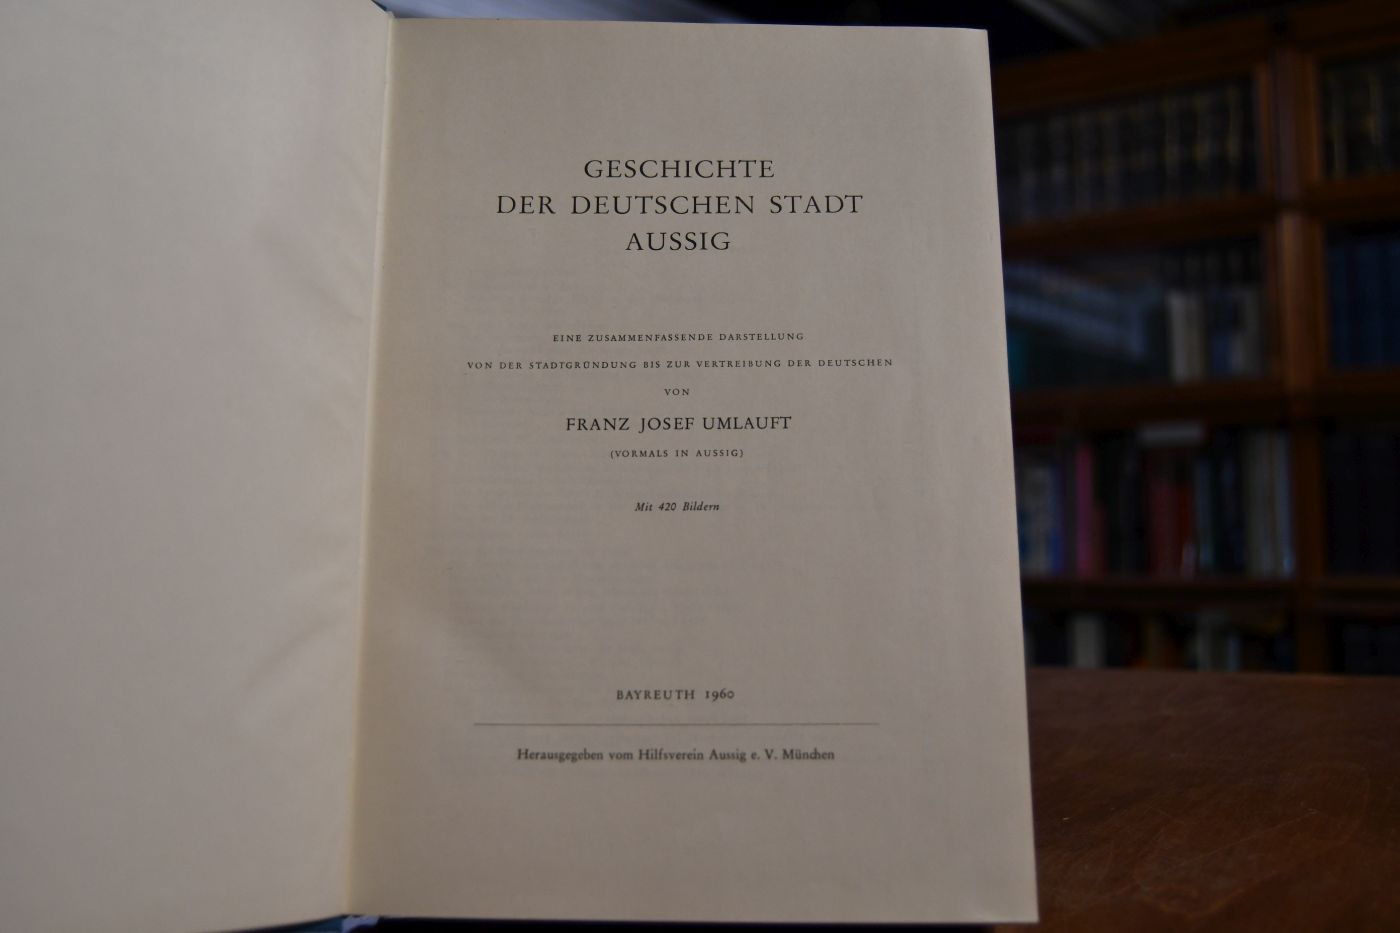 GESCHICHTE
DER DEUTSCHEN STADT
AUSSIG
EINE ZUSAMMENFASSENDE DARSTELLUNG
VON DER STADTGRÜNDUNG BIS ZUR VERTREIBUNG DER DEUTSCHEN
VON
FRANZ JOSEF UMLAUFT
(VORMALS IN AUSSIG)
Mit 420 Bildern
BAYREUTH 1960
Herausgegeben vom Hilfsverein Aussig e. V. München